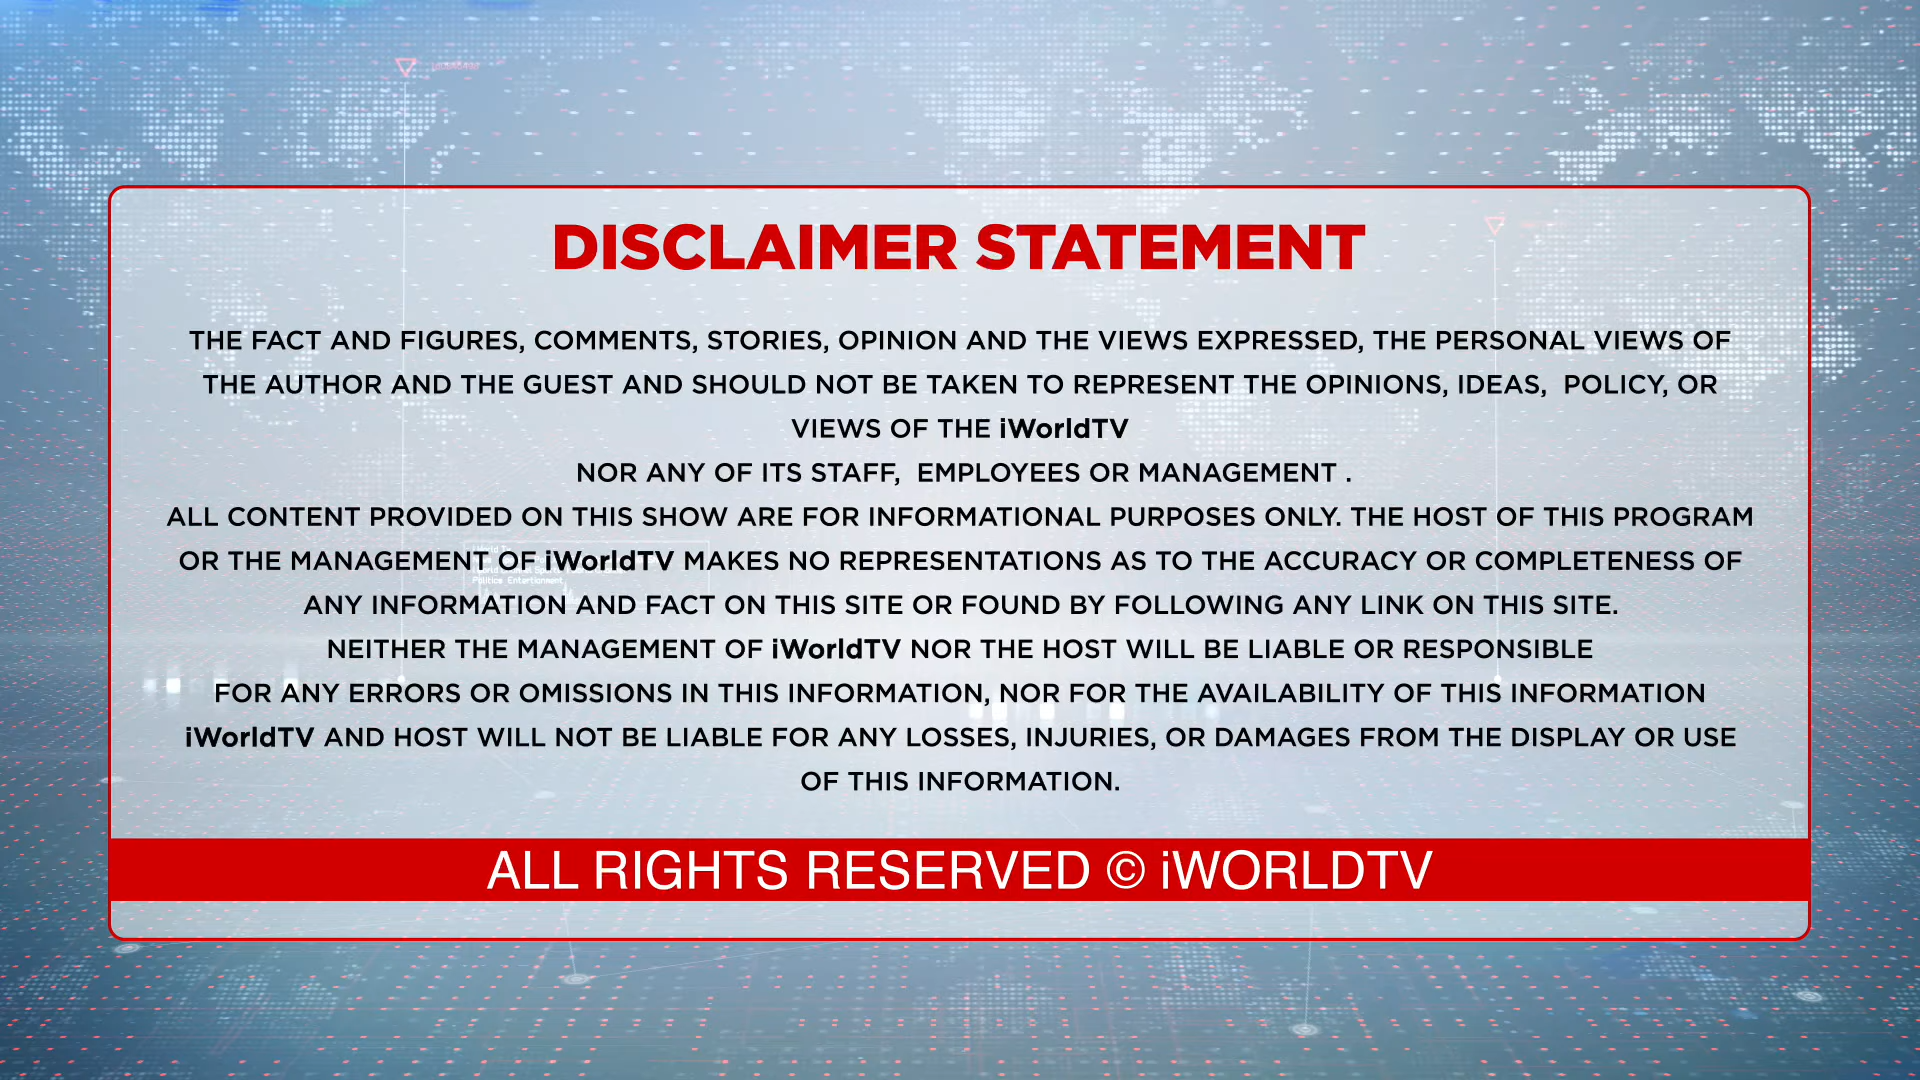 DISCLAIMER STATEMENT
THE FACT AND FIGURES, COMMENTS, STORIES, OPINION AND THE VIEWS EXPRESSED, THE PERSONAL VIEWS OF
THE AUTHOR AND THE GUEST AND SHOULD NOT BE TAKEN TO REPRESENT THE OPINIONS, IDEAS, POLICY, OR
VIEWS OF THE iWorldTV
NOR ANY OF ITS STAFF, EMPLOYEES OR MANAGEMENT .
ALL CONTENT PROVIDED ON THIS SHOW ARE FOR INFORMATIONAL PURPOSES ONLY. THE HOST OF THIS PROGRAM
OR THE MANAGEMENT OF iWorldTV MAKES NO REPRESENTATIONS AS TO THE ACCURACY OR COMPLETENESS OF
Politice Entertionment
ANY INFORMATION AND FACT ON THIS SITE OR FOUND BY FOLLOWING ANY LINK ON THIS SITE.
NEITHER THE MANAGEMENT OF iWorldTV NOR THE HOST WILL BE LIABLE OR RESPONSIBLE
FOR ANY ERRORS OR OMISSIONS IN THIS INFORMATION, NOR FOR THE AVAILABILITY OF THIS INFORMATION
iWorldTV AND HOST WILL NOT BE LIABLE FOR ANY LOSSES, INJURIES, OR DAMAGES FROM THE DISPLAY OR USE
OF THIS INFORMATION.
ALL RIGHTS RESERVED © iWORLDTV